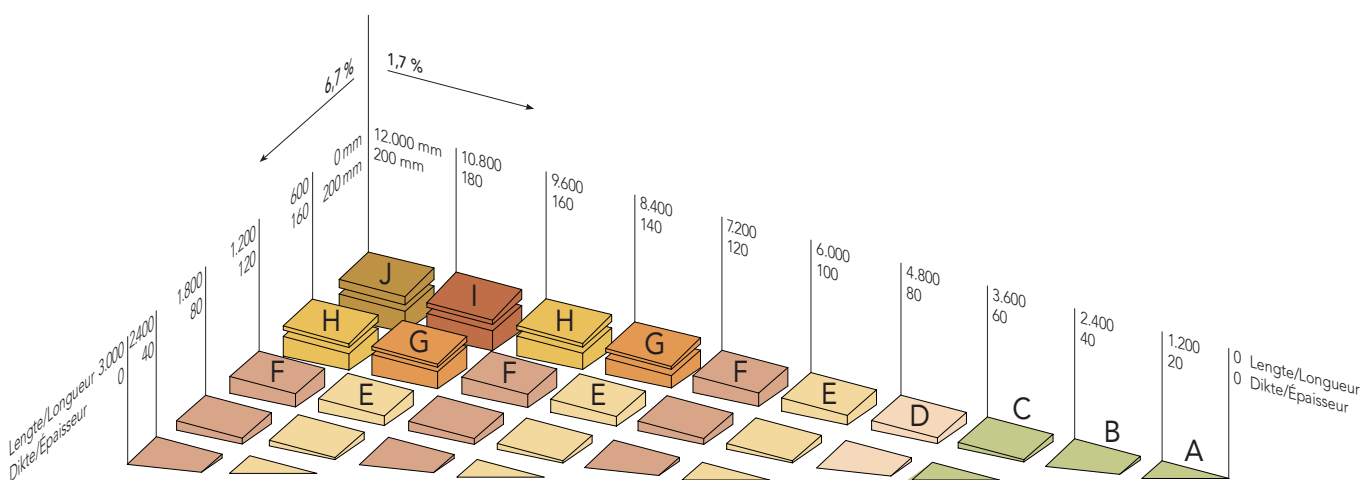 6,7 %
1,7 %
0 mm
200 mm
12.000 mm
200 mm
600
160
10.800
180
1.200
120
9.600
160
1.800
80
8.400
140
2400
40
7.200
120
3.000
0
6.000
100
4.800
80
3.600
60
2.400
40
1.200
20
Lengte/Longueur
Dikte/Épaisseur
0 Lengte/Longueur
0 Dikte/Épaisseur
J
I
H
G
H
G
F
F
F
E
E
E
D
C
B
A